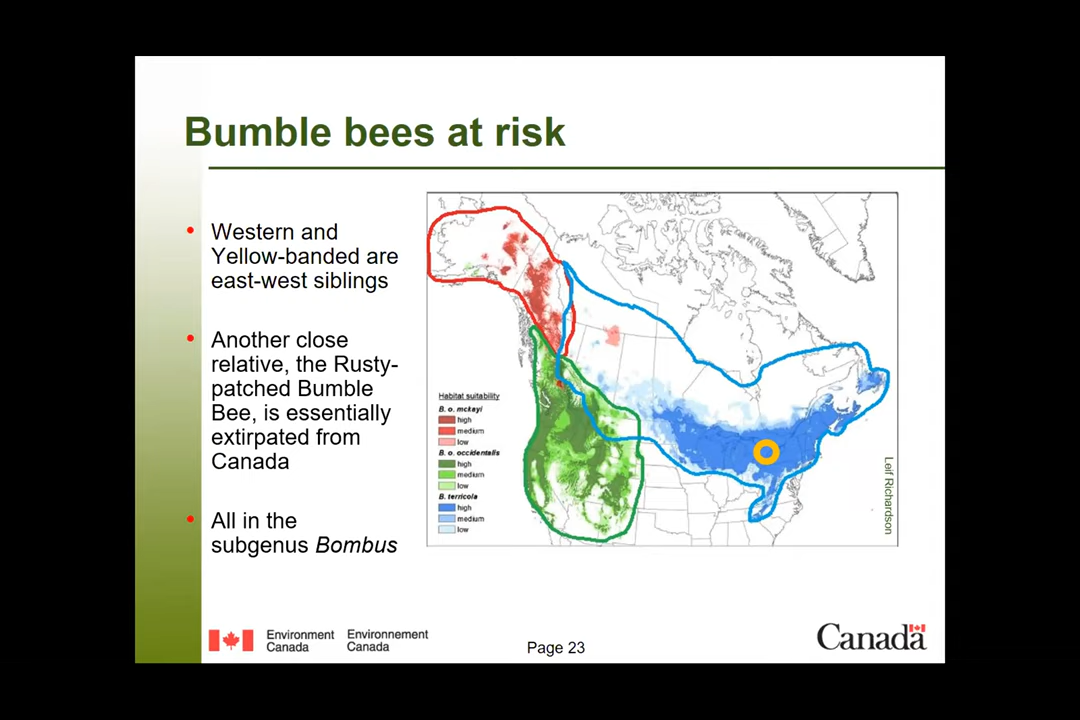 Bumble bees at risk
• Western and
Yellow-banded are
east-west siblings
• Another close
relative, the Rusty-
patched Bumble
Bee, is essentially
extirpated from
Canada
• All in the
subgenus Bombus
Habitat suitability
B. o. mckayi
high
medium
low
B. o. occidentalis
high
medium
low
B. terricola
high
medium
low
Leif Richardson
Environment
Canada
Environnement
Canada
Page 23
Canada